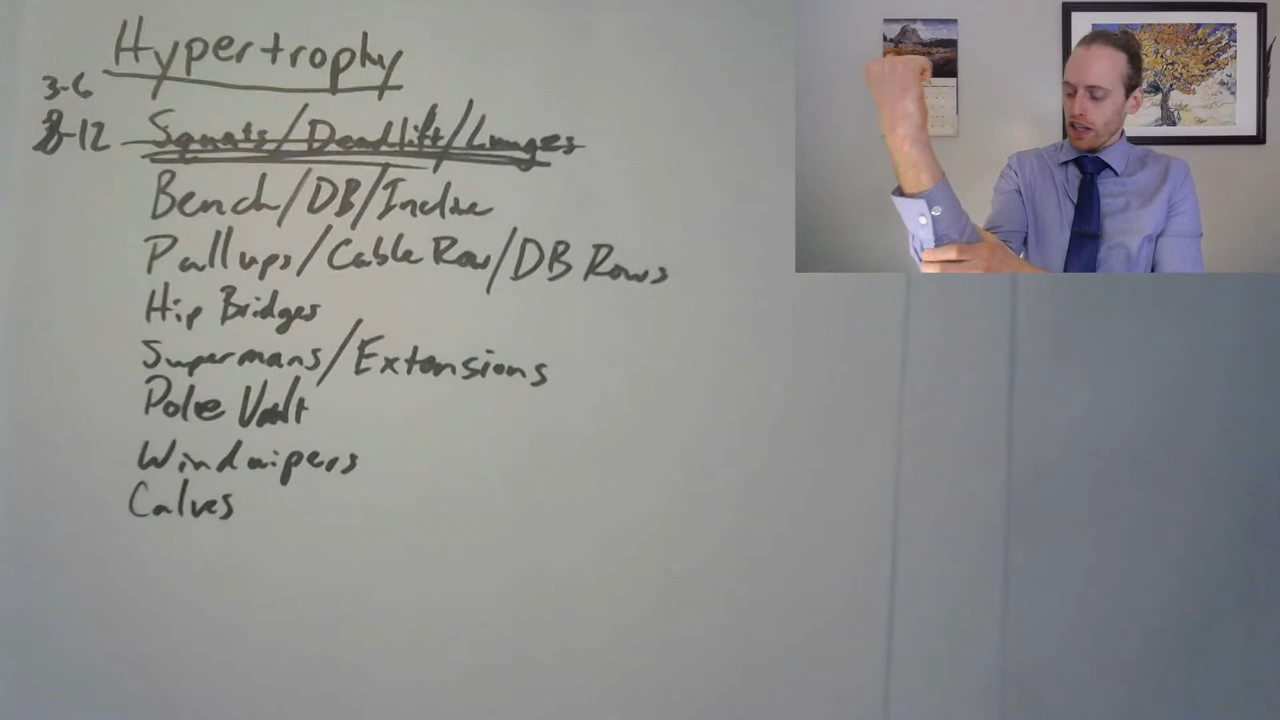 Hypertrophy
3-6
8-12 Squats/Deadlift/Lunges
Bench/DB/Incline
Pullups/Cable Row/DB Rows
Hip Bridges
Supermans/Extensions
Pole Vault
Windwipers
Calves